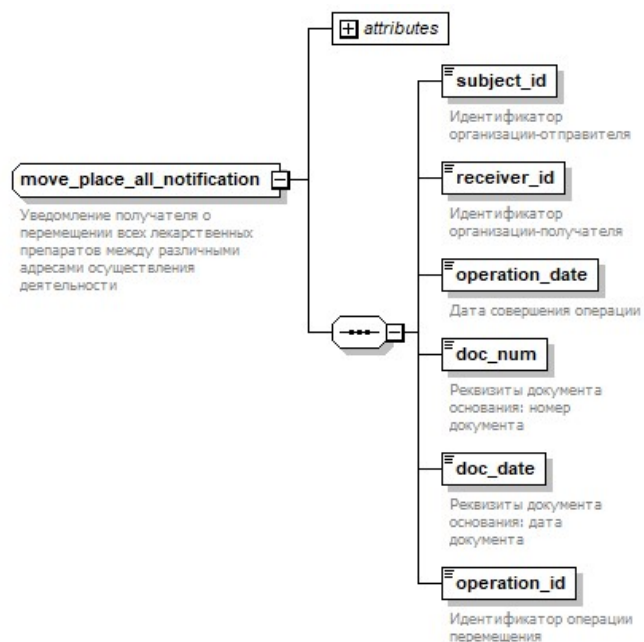 attributes
subject_id
Идентификатор
организации-отправителя
move_place_all_notification
Уведомление получателя о
перемещении всех лекарственных
препаратов между различными
адресами осуществления
деятельности
receiver_id
Идентификатор
организации-получателя
operation_date
Дата совершения операции
doc_num
Реквизиты документа
основания: номер
документа
doc_date
Реквизиты документа
основания: дата
документа
operation_id
Идентификатор операции
перемещения